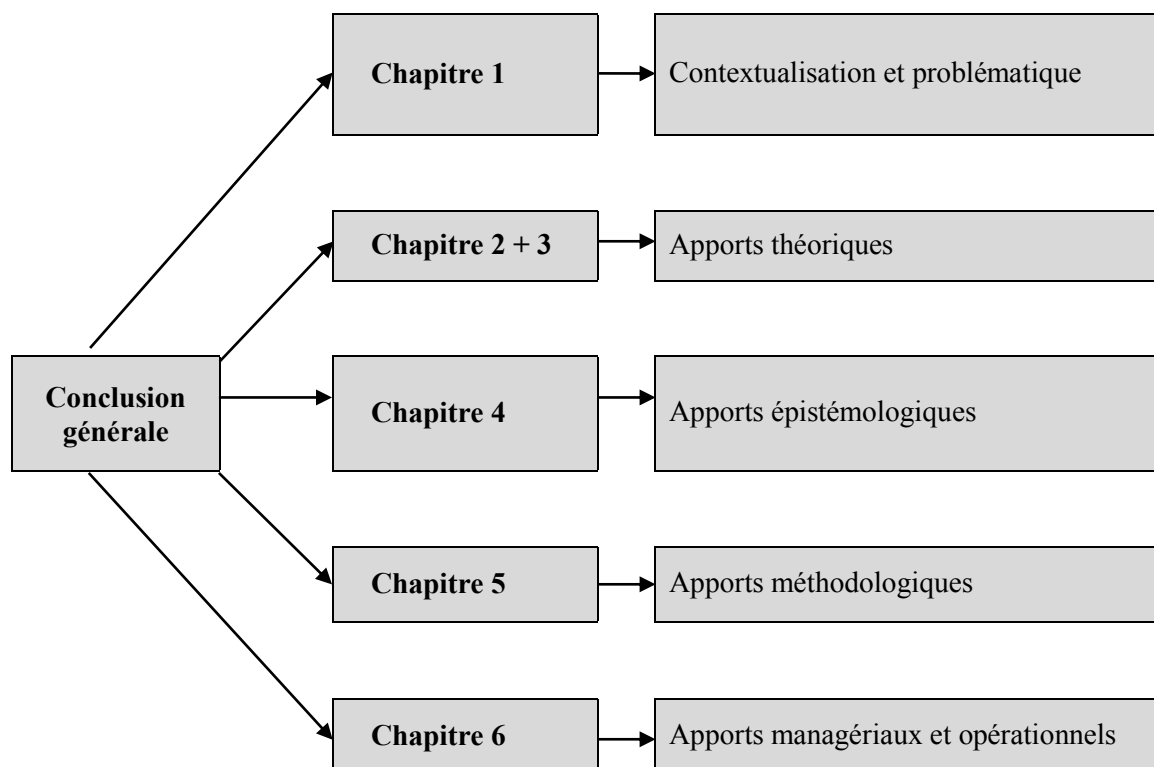 Chapitre 1
Contextualisation et problématique
Chapitre 2 + 3
Apports théoriques
Conclusion
générale
Chapitre 4
Apports épistémologiques
Chapitre 5
Apports méthodologiques
Chapitre 6
Apports managériaux et opérationnels